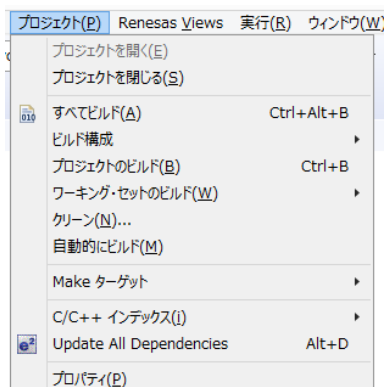 プロジェクト(P) Renesas Views 実行(R) ウィンドウ(W)
プロジェクトを開く(E)
プロジェクトを閉じる(S)
すべてビルド(A) Ctrl+Alt+B
ビルド構成
プロジェクトのビルド(B) Ctrl+B
ワーキング・セットのビルド(W)
クリーン(N)...
自動的にビルド(M)
Make ターゲット
C/C++ インデックス(i)
Update All Dependencies Alt+D
プロパティ(P)